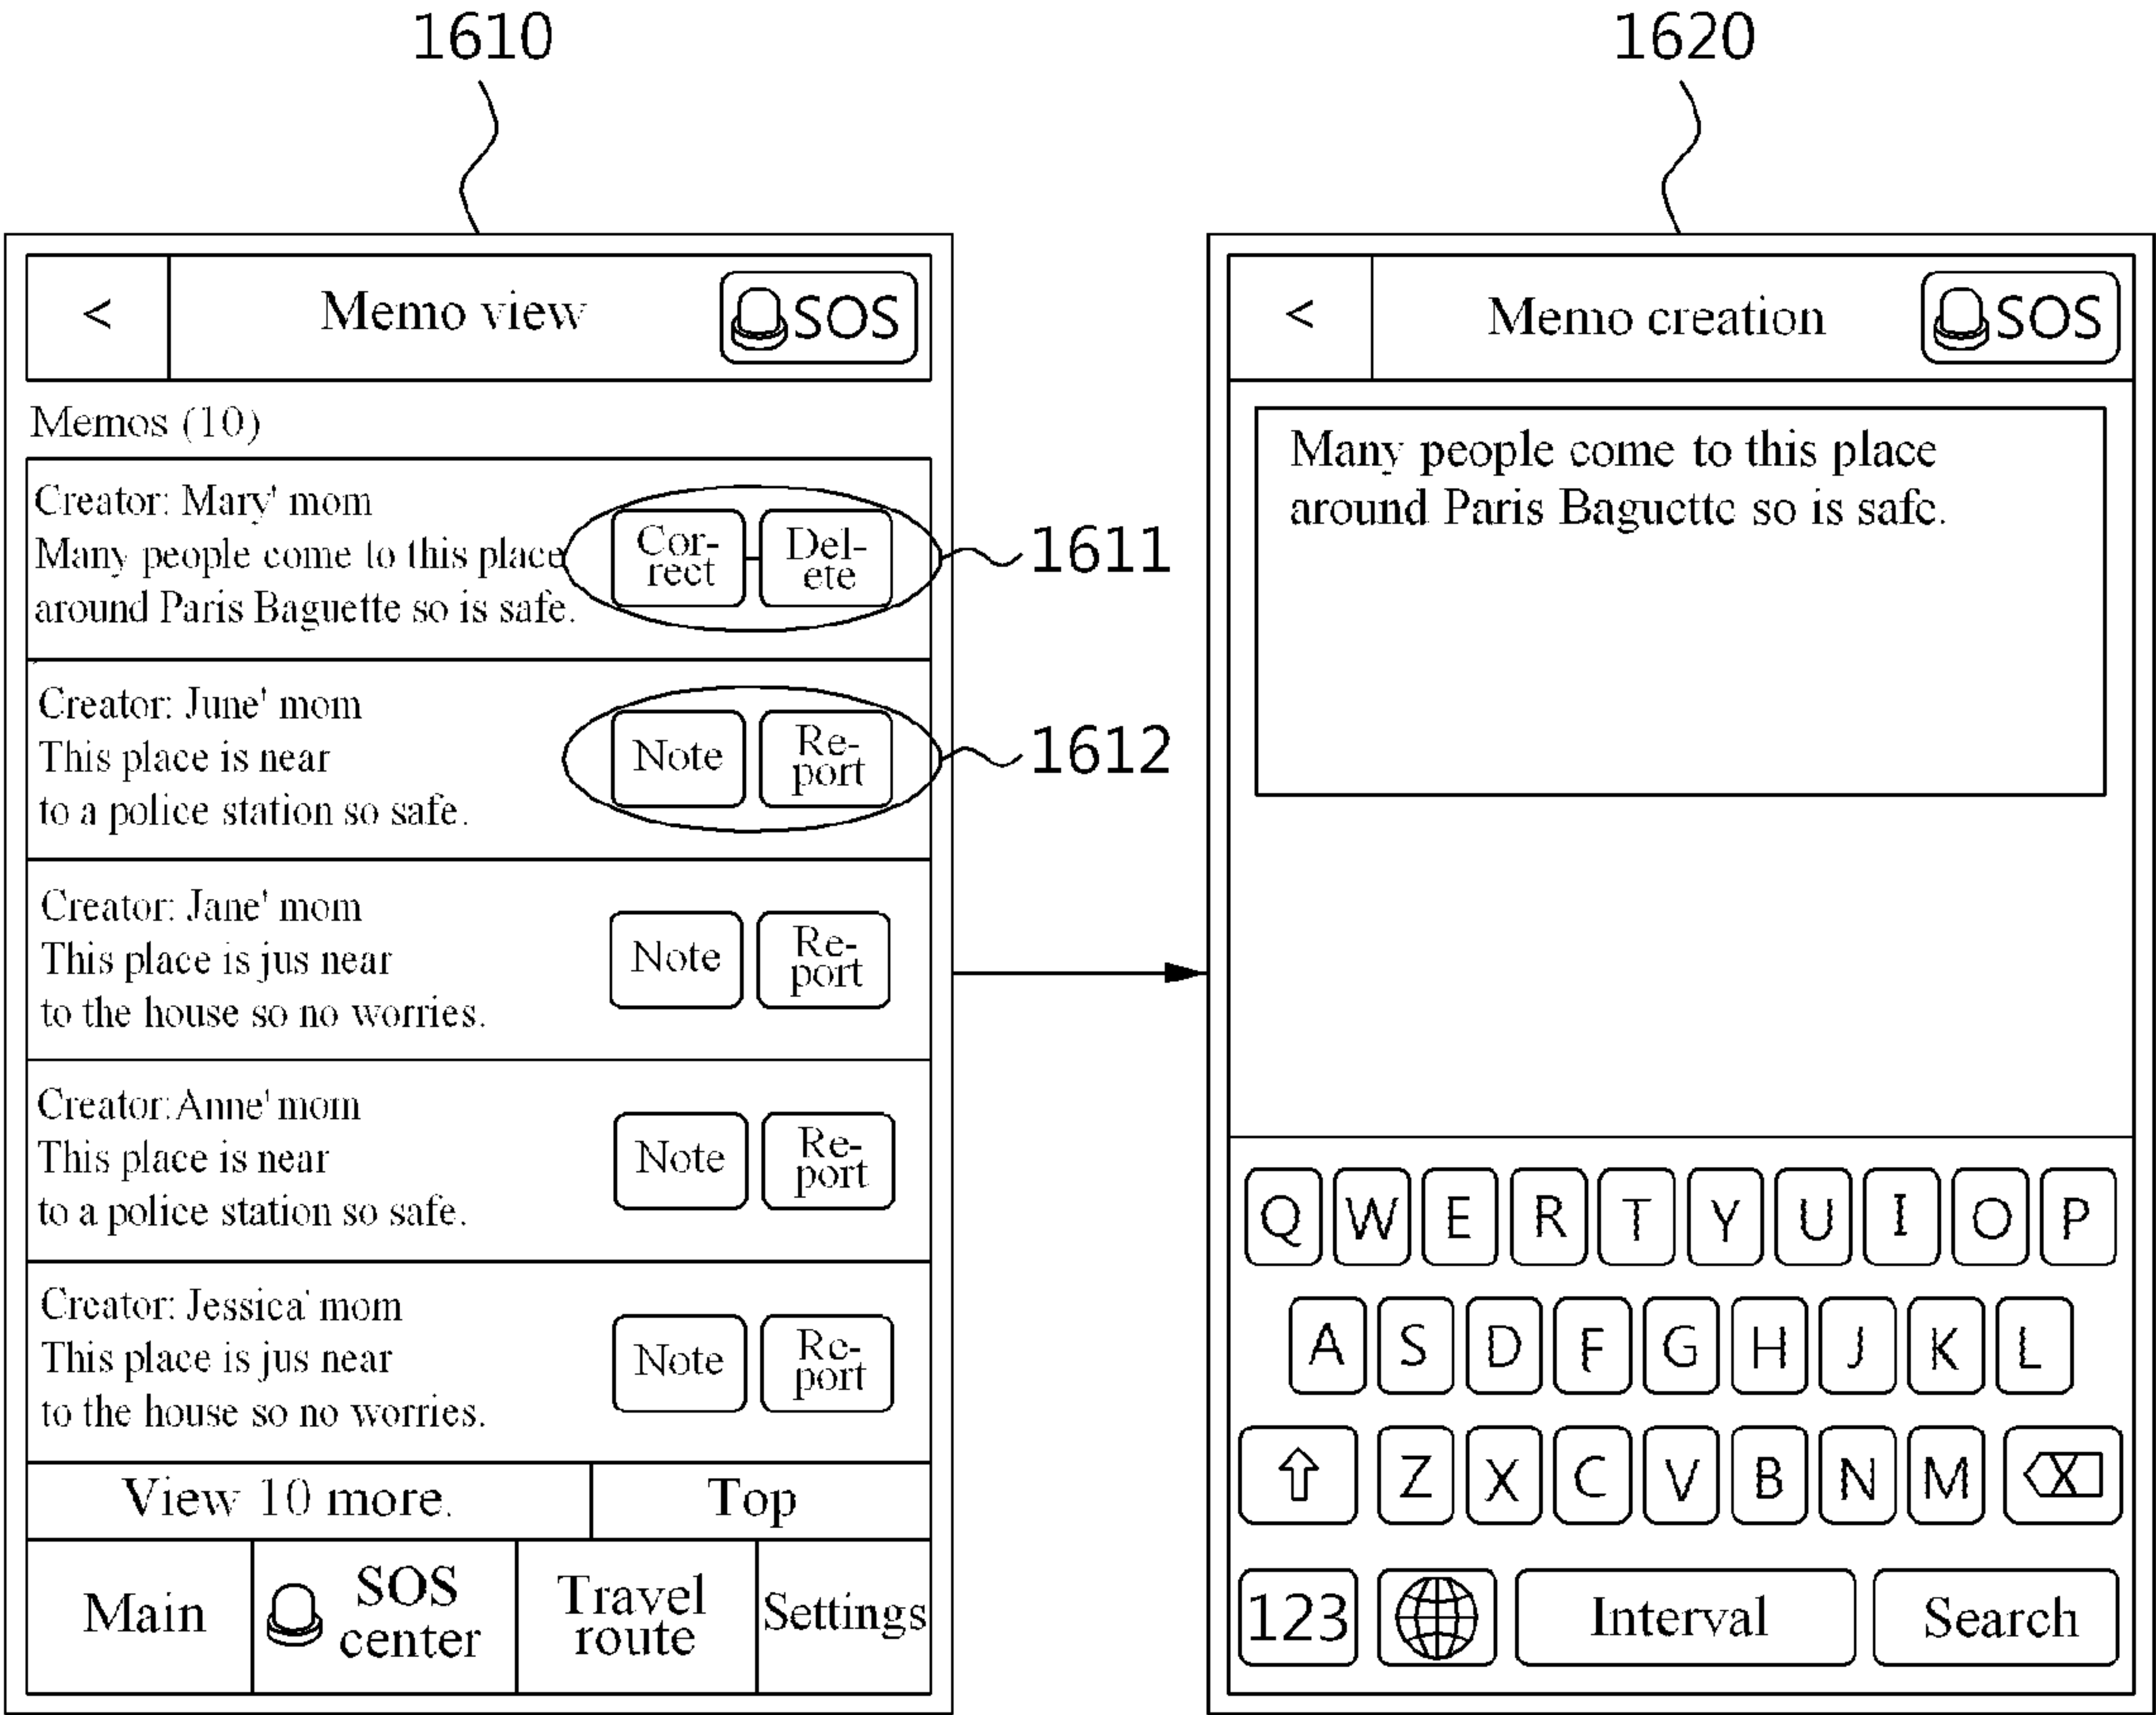 1610
1620
< Memo view SOS
Memos (10)
Creator: Mary' mom
Many people come to this place
around Paris Baguette so is safe.
Cor-
rect
Del-
ete
1611
Creator: June' mom
This place is near
to a police station so safe.
Note
Re-
port
1612
Creator: Jane' mom
This place is jus near
to the house so no worries.
Note
Re-
port
Creator: Anne' mom
This place is near
to a police station so safe.
Note
Re-
port
Creator: Jessica' mom
This place is jus near
to the house so no worries.
Note
Re-
port
View 10 more. Top
Main
SOS
center
Travel
route
Settings
< Memo creation SOS
Many people come to this place
around Paris Baguette so is safe.
Q W E R T Y U I O P
A S D F G H J K L
Z X C V B N M X
123 Interval Search